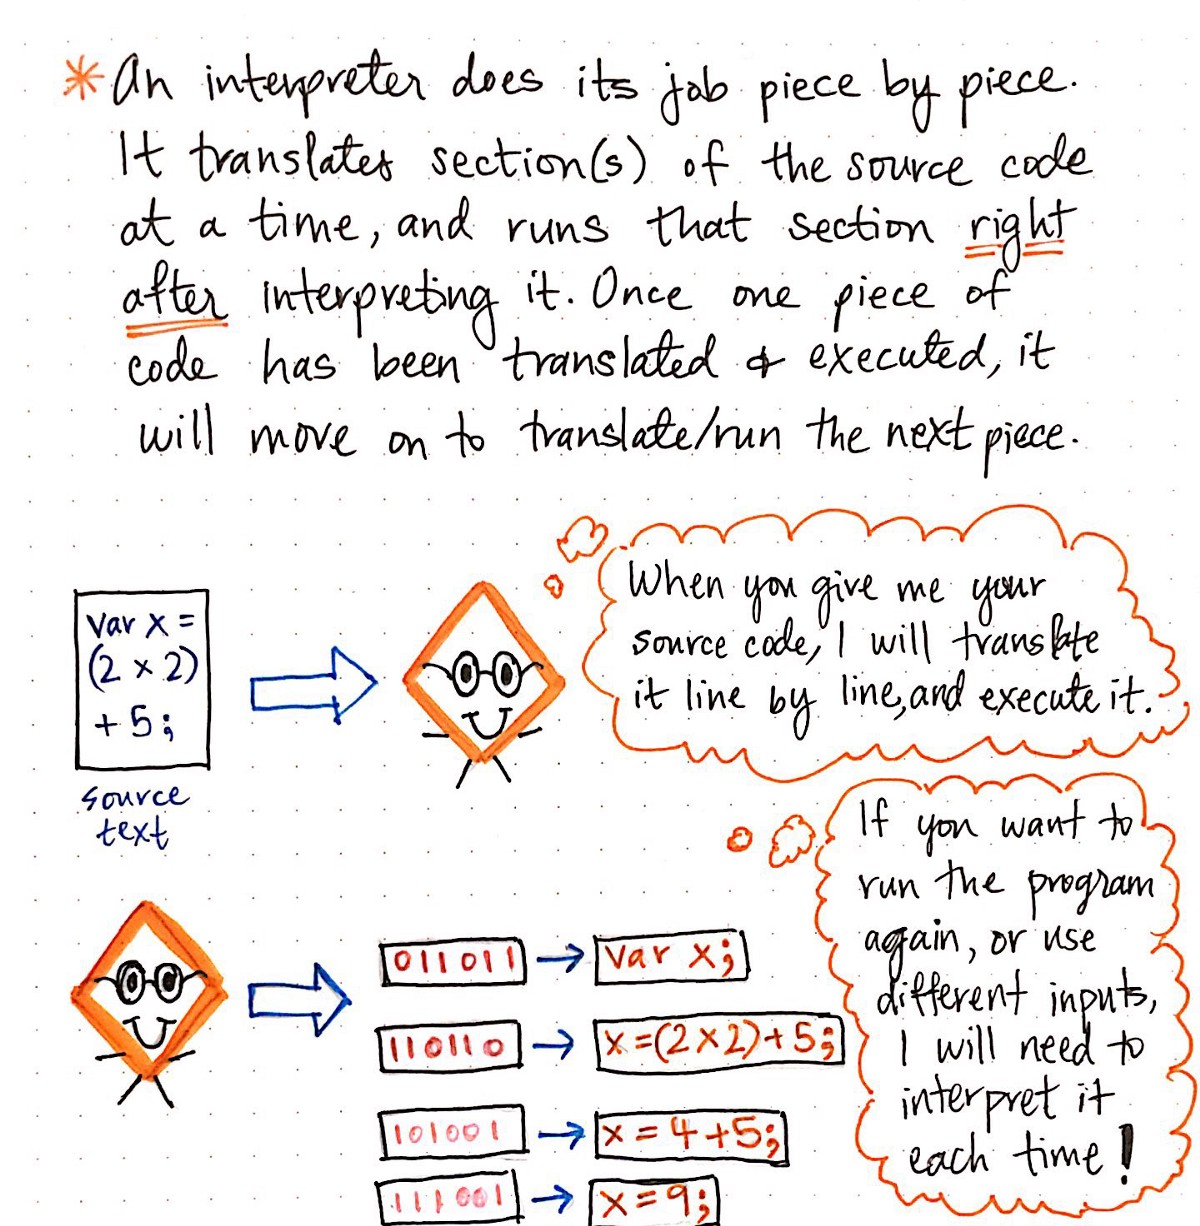 * An interpreter does its job piece by piece.
It translates section(s) of the source code
at a time, and runs that section right
after interpreting it. Once one piece of
code has been translated & executed, it
will move on to translate/run the next piece.
When you give me your
source code, I will translate
it line by line, and execute it.
var x =
(2 x 2)
+ 5;
source
text
If you want to
run the program
again, or use
different inputs,
I will need to
interpret it
each time!
011011 → var x;
110110 → x=(2x2)+5;
101001 → x = 4+5;
111001 → x=9;